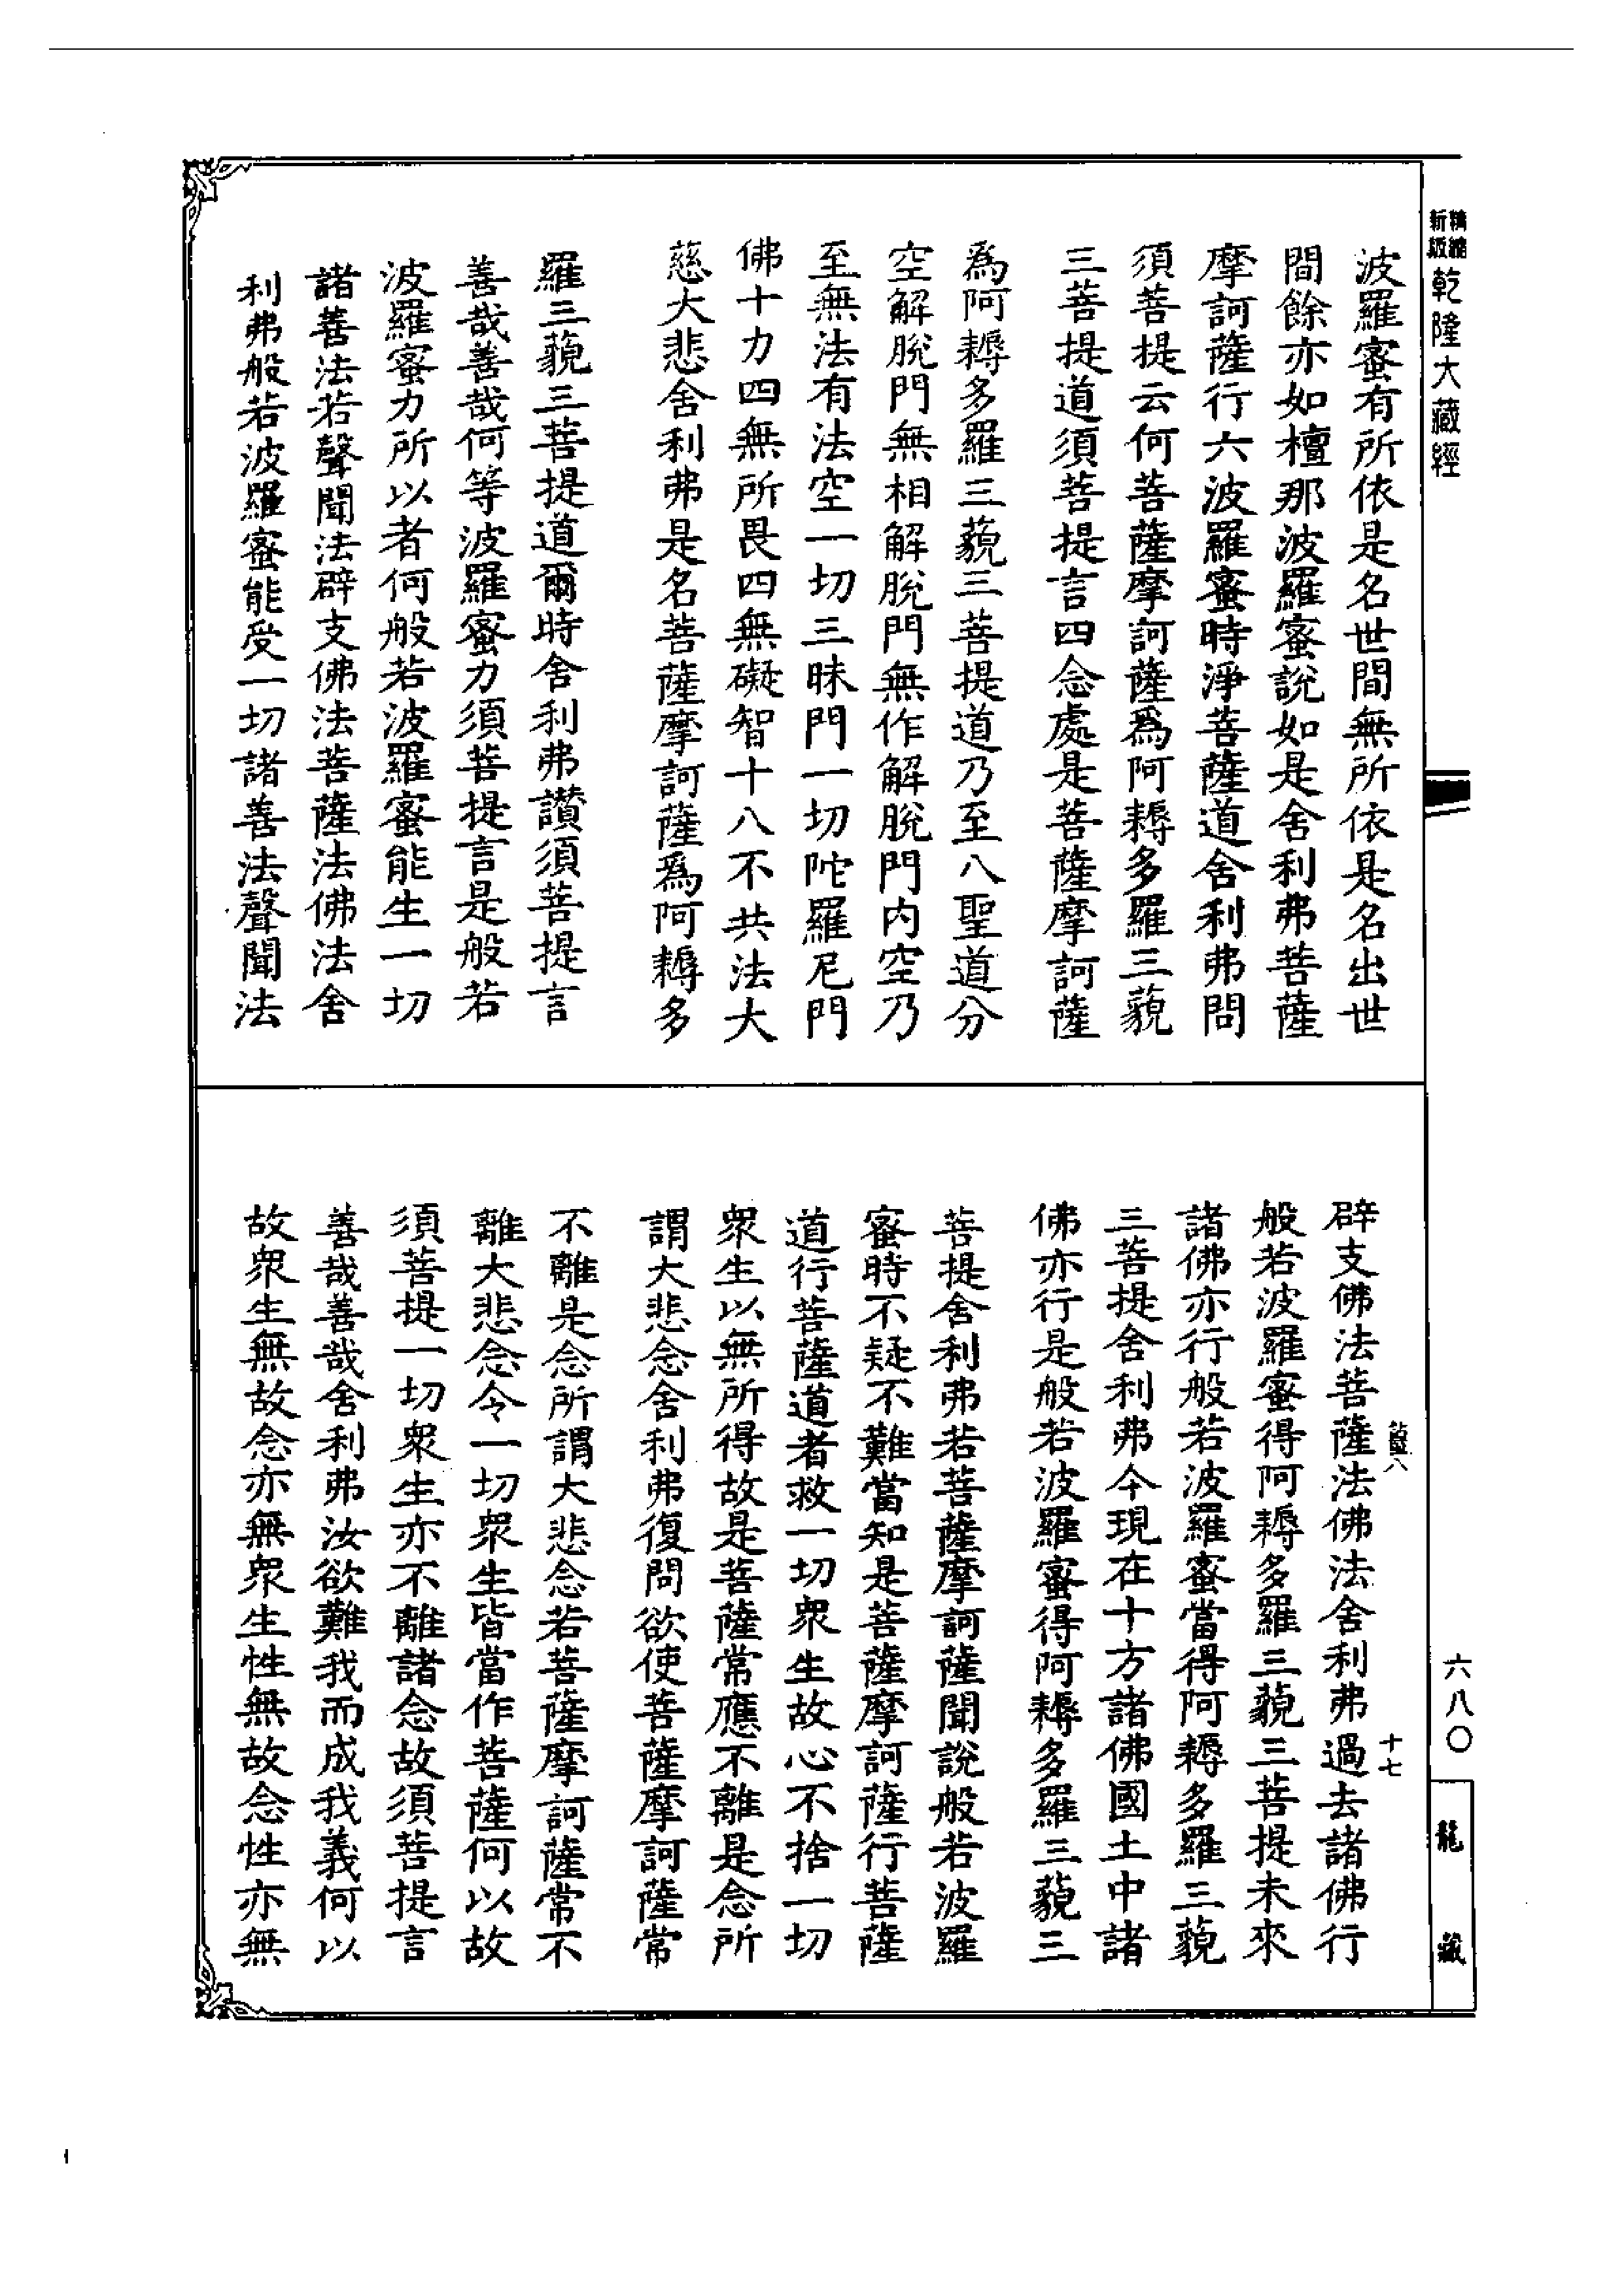 精縮
新版
乾隆大藏經
波羅蜜有所依是名世間無所依是名出世
間餘亦如檀那波羅蜜說如是舍利弗菩薩
摩訶薩行六波羅蜜時淨菩薩道舍利弗問
須菩提云何菩薩摩訶薩爲阿耨多羅三藐
三菩提道須菩提言四念處是菩薩摩訶薩
爲阿耨多羅三藐三菩提道乃至八聖道分
空解脫門無相解脫門無作解脫門內空乃
至無法有法空一切三昧門一切陀羅尼門
佛十力四無所畏四無礙智十八不共法大
慈大悲舍利弗是名菩薩摩訶薩爲阿耨多
羅三藐三菩提道爾時舍利弗讚須菩提言
善哉善哉何等波羅蜜力須菩提言是般若
波羅蜜力所以者何般若波羅蜜能生一切
諸善法若聲聞法辟支佛法菩薩法佛法舍
利弗般若波羅蜜能受一切諸善法聲聞法
辟支佛法菩薩法佛法舍利弗過去諸佛行
般若波羅蜜得阿耨多羅三藐三菩提未來
諸佛亦行般若波羅蜜當得阿耨多羅三藐
三菩提舍利弗今現在十方諸佛國土中諸
佛亦行是般若波羅蜜得阿耨多羅三藐三
菩提舍利弗若菩薩摩訶薩聞說般若波羅
蜜時不疑不難當知是菩薩摩訶薩行菩薩
道行菩薩道者救一切衆生故心不捨一切
衆生以無所得故是菩薩常應不離是念所
謂大悲念舍利弗復問欲使菩薩摩訶薩常
不離是念所謂大悲念若菩薩摩訶薩常不
離大悲念今一切衆生皆當作菩薩何以故
須菩提一切衆生亦不離諸念故須菩提言
善哉善哉舍利弗汝欲難我而成我義何以
故衆生無故念亦無衆生性無故念性亦無
八
十七
六八〇
龍藏